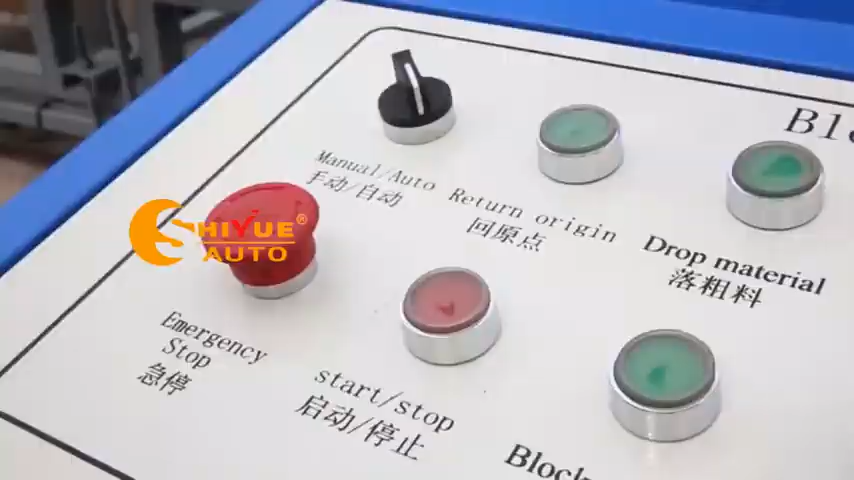 Manual/Auto
手动/自动
Return origin
回原点
Drop material
落粗料
SHIYUE®
AUTO
Emergency
Stop
急停
start/stop
启动/停止
Block